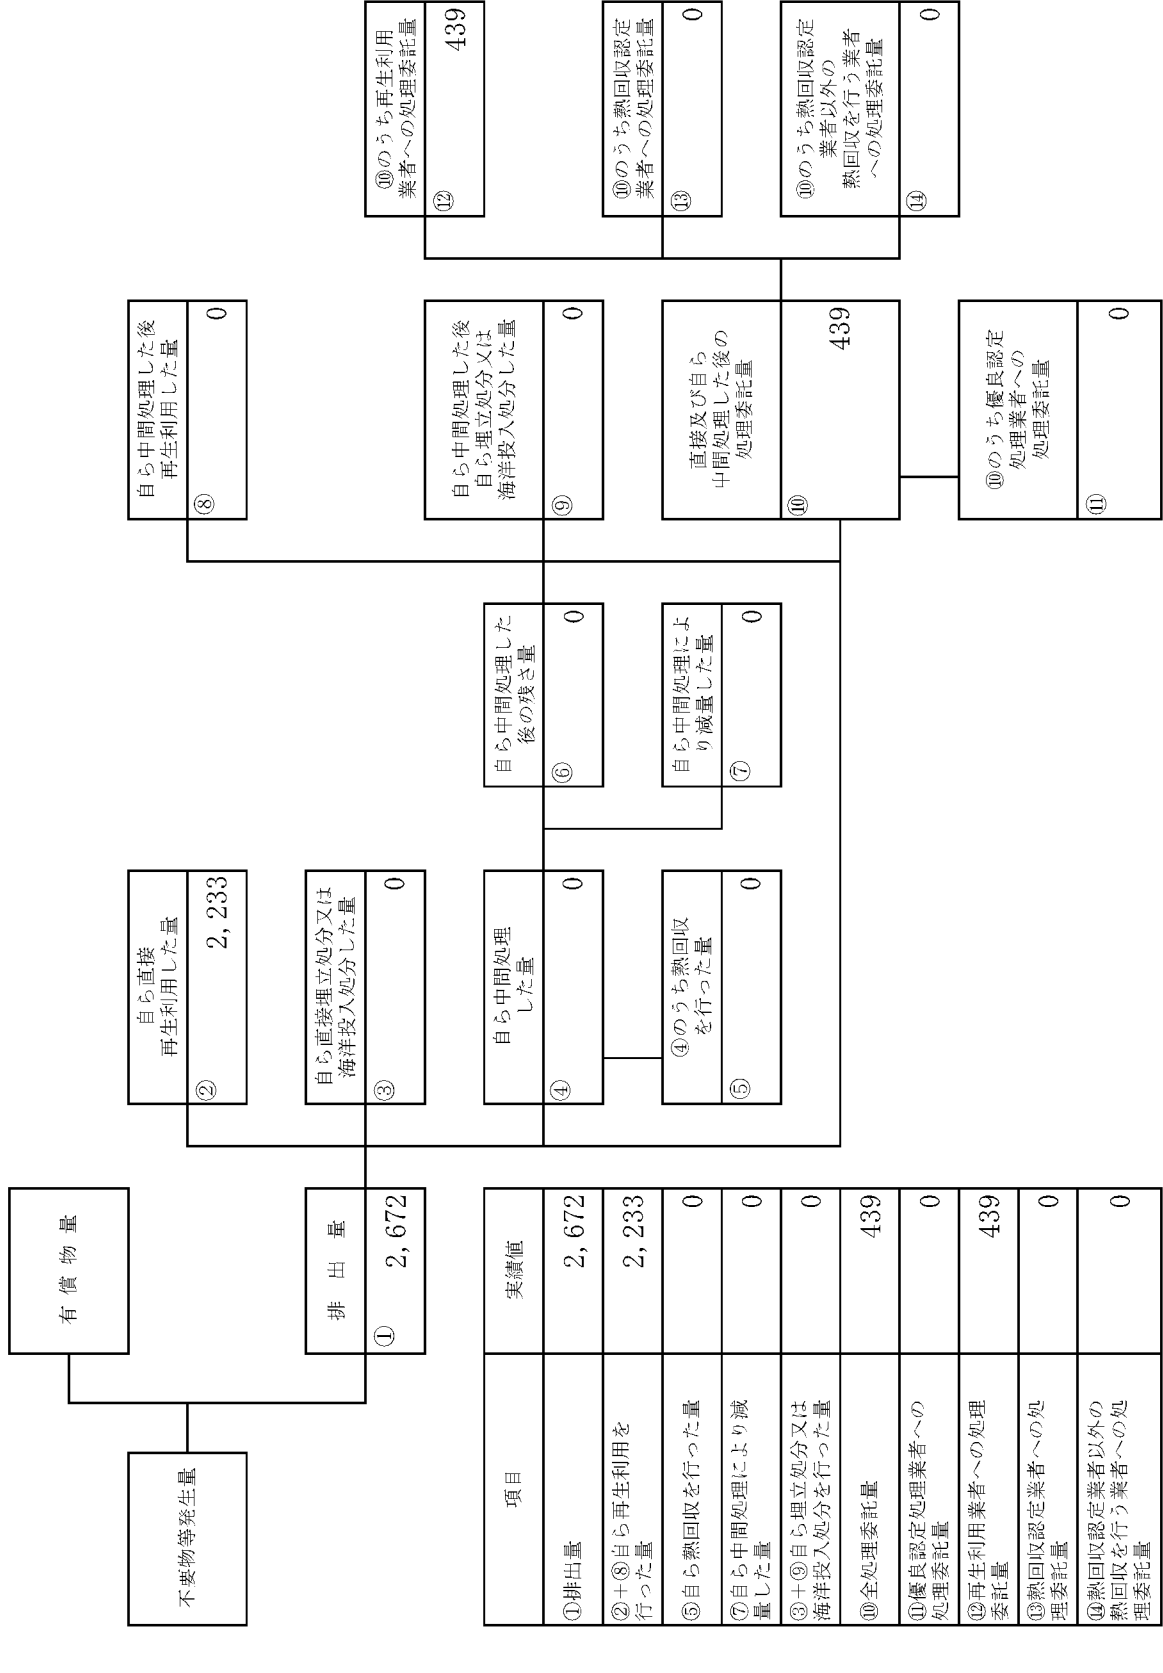 不要物等発生量
有償物量
排出量
①
2,672
自ら直接
再生利用した量
②
2,233
自ら直接埋立処分又は
海洋投入処分した量
③
0
自ら中間処理
した量
④
0
④のうち熱回収
を行った量
⑤
0
自ら中間処理した
後の残さ量
⑥
0
自ら中間処理によ
り減量した量
⑦
0
自ら中間処理した後
再生利用した量
⑧
0
自ら中間処理した後
自ら埋立処分又は
海洋投入処分した量
⑨
0
直接及び自ら
中間処理した後の
処理委託量
⑩
439
⑩のうち優良認定
処理業者への
処理委託量
⑪
0
⑩のうち再生利用
業者への処理委託量
⑫
439
⑩のうち熱回収認定
業者への処理委託量
⑬
0
⑩のうち熱回収認定
業者以外の
熱回収を行う業者
への処理委託量
⑭
0
項目 実績値
①排出量 2,672
②+⑧自ら再生利用を
行った量 2,233
⑤自ら熱回収を行った量 0
⑦自ら中間処理により減
量した量 0
③+⑨自ら埋立処分又は
海洋投入処分を行った量 0
⑩全処理委託量 439
⑪優良認定処理業者への
処理委託量 0
⑫再生利用業者への処理
委託量 439
⑬熱回収認定業者への処
理委託量 0
⑭熱回収認定業者以外の
熱回収を行う業者への処
理委託量 0